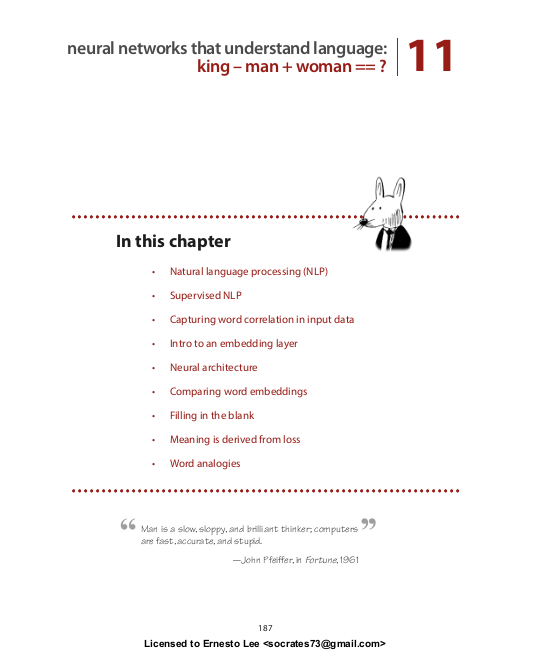 neural networks that understand language:
king – man + woman == ?
11
In this chapter
• Natural language processing (NLP)
• Supervised NLP
• Capturing word correlation in input data
• Intro to an embedding layer
• Neural architecture
• Comparing word embeddings
• Filling in the blank
• Meaning is derived from loss
• Word analogies
“ Man is a slow, sloppy, and brilliant thinker; computers ”
are fast, accurate, and stupid.
—John Pfeiffer, in Fortune, 1961
187
Licensed to Ernesto Lee <socrates73@gmail.com>